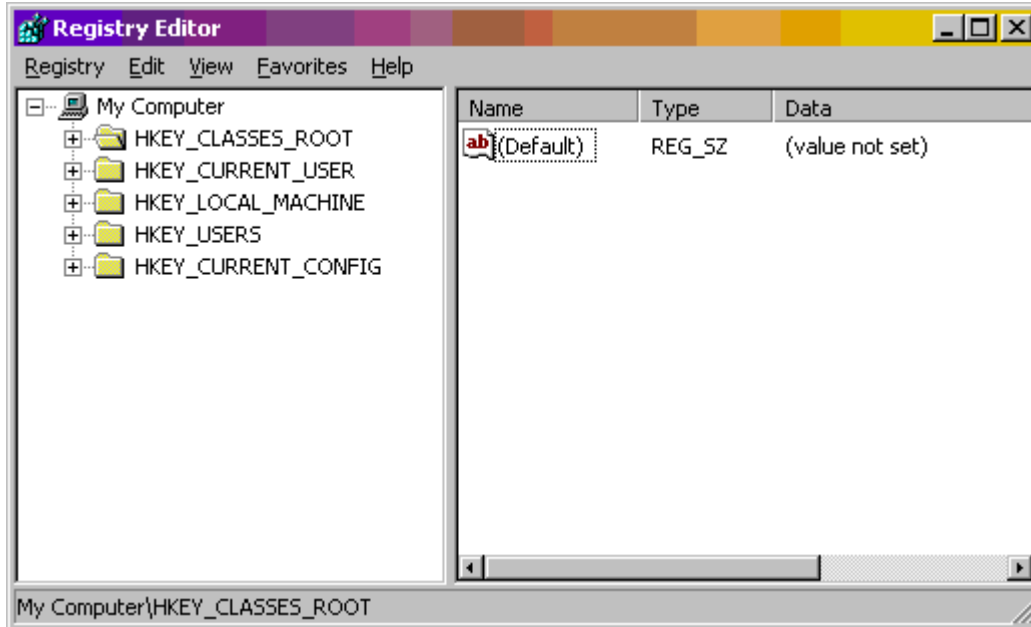 Registry Editor
Registry Edit View Favorites Help
My Computer
HKEY_CLASSES_ROOT
HKEY_CURRENT_USER
HKEY_LOCAL_MACHINE
HKEY_USERS
HKEY_CURRENT_CONFIG
Name Type Data
ab (Default) REG_SZ (value not set)
My Computer\HKEY_CLASSES_ROOT